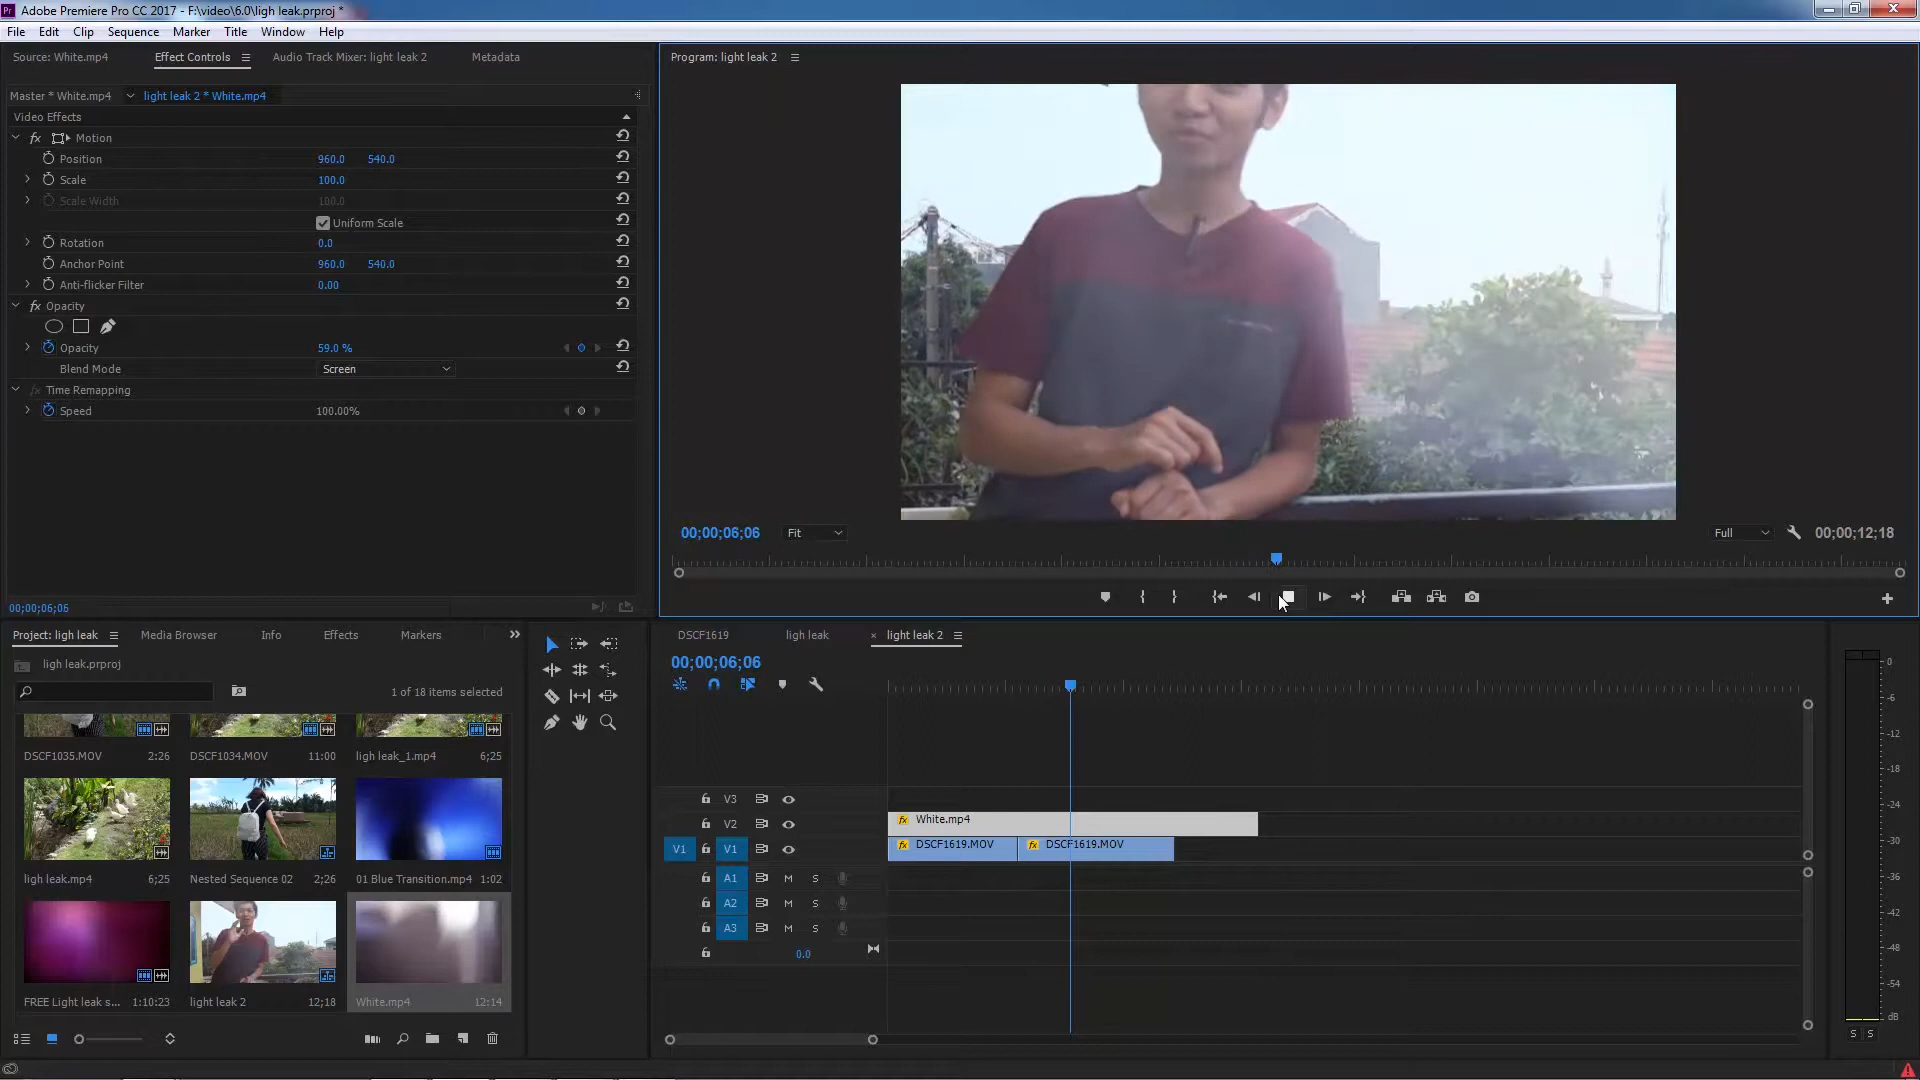 Adobe Premiere Pro CC 2017 - F:\video\6.0\ligh leak.prproj *
File Edit Clip Sequence Marker Title Window Help
Source: White.mp4 Effect Controls Audio Track Mixer: light leak 2 Metadata
Program: light leak 2
Master * White.mp4 light leak 2 * White.mp4
Video Effects
fx Motion
Position 960.0 540.0
Scale 100.0
Scale Width 100.0
Uniform Scale
Rotation 0.0
Anchor Point 960.0 540.0
Anti-flicker Filter 0.00
fx Opacity
Opacity 59.0 %
Blend Mode Screen
fx Time Remapping
Speed 100.00%
00;00;06;06
00;00;06;06 Fit Full 00;00;12;18
Project: ligh leak Media Browser Info Effects Markers
ligh leak.prproj
1 of 18 items selected
DSCF1035.MOV 2:26 DSCF1034.MOV 11:00 ligh leak_1.mp4 6;25
ligh leak.mp4 6;25 Nested Sequence 02 2;26 01 Blue Transition.mp4 1:02
FREE Light leak s... 1:10:23 light leak 2 12;18 White.mp4 12:14
DSCF1619 ligh leak × light leak 2
00;00;06;06
V3
V2 fx White.mp4
V1 V1 fx DSCF1619.MOV fx DSCF1619.MOV
A1 M S
A2 M S
A3 M S
0.0
0
-6
-12
-18
-24
-30
-36
-42
-48
-54
dB
S S